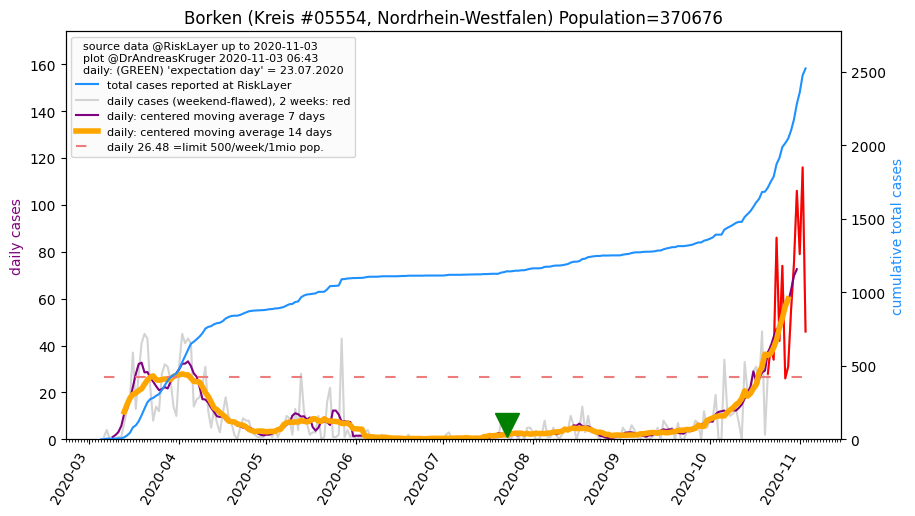 Borken (Kreis #05554, Nordrhein-Westfalen) Population=370676
source data @RiskLayer up to 2020-11-03
plot @DrAndreasKruger 2020-11-03 06:43
daily: (GREEN) 'expectation day' = 23.07.2020
total cases reported at RiskLayer
daily cases (weekend-flawed), 2 weeks: red
daily: centered moving average 7 days
daily: centered moving average 14 days
daily 26.48 =limit 500/week/1mio pop.
daily cases
160
140
120
100
80
60
40
20
0
2500
2000
1500
1000
500
0
cumulative total cases
2020-03
2020-04
2020-05
2020-06
2020-07
2020-08
2020-09
2020-10
2020-11